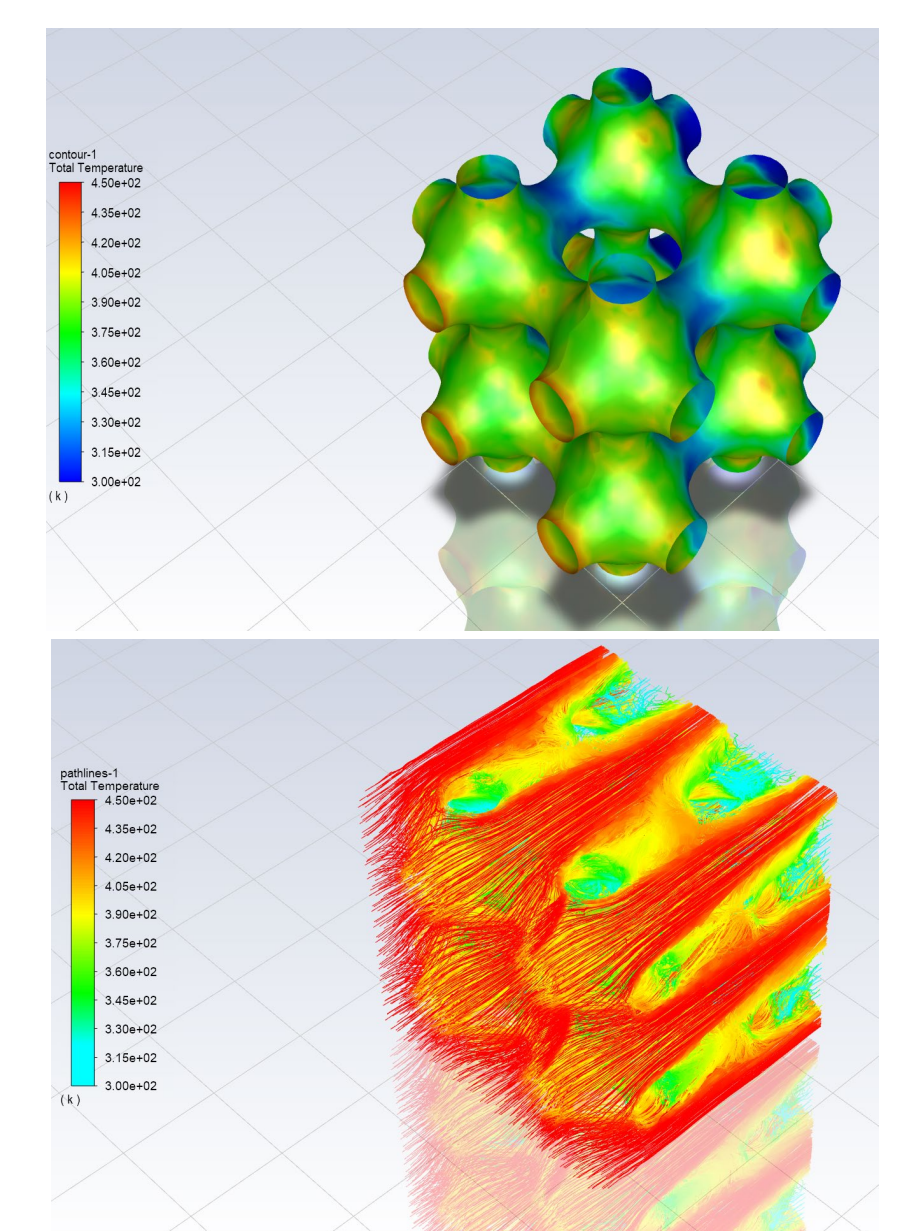 contour-1
Total Temperature
4.50e+02
4.35e+02
4.20e+02
4.05e+02
3.90e+02
3.75e+02
3.60e+02
3.45e+02
3.30e+02
3.15e+02
3.00e+02
( k )
pathlines-1
Total Temperature
4.50e+02
4.35e+02
4.20e+02
4.05e+02
3.90e+02
3.75e+02
3.60e+02
3.45e+02
3.30e+02
3.15e+02
3.00e+02
( k )